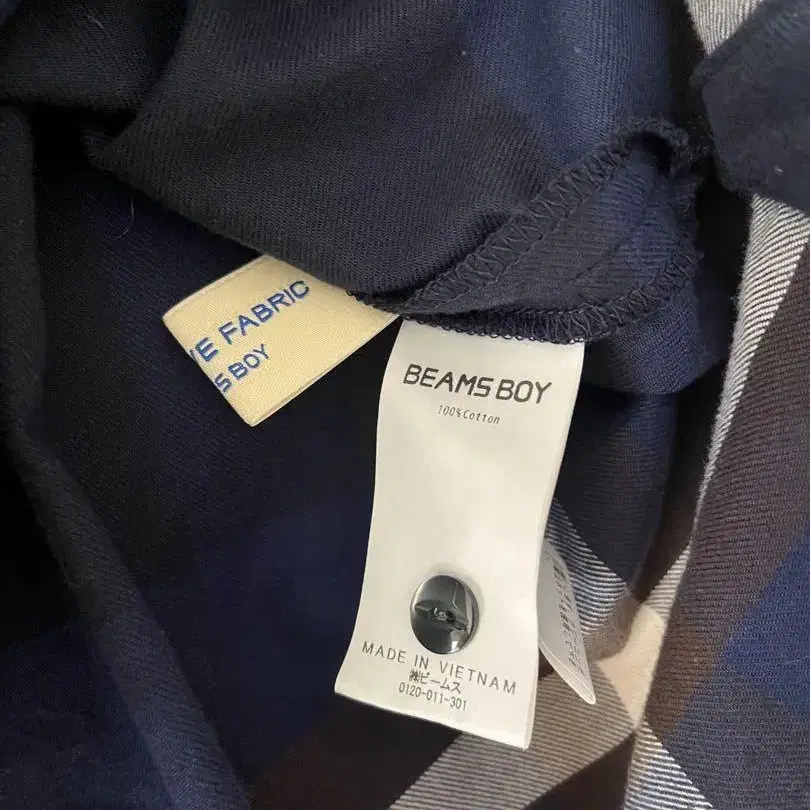 FABRIC
BOY
BEAMS BOY
100% Cotton
MADE IN VIETNAM
㈱ビームス
0120-011-301